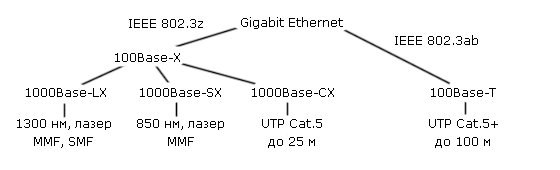 Gigabit Ethernet
IEEE 802.3z
IEEE 802.3ab
100Base-X
1000Base-LX
1000Base-SX
1000Base-CX
100Base-T
1300 нм, лазер
MMF, SMF
850 нм, лазер
MMF
UTP Cat.5
до 25 м
UTP Cat.5+
до 100 м